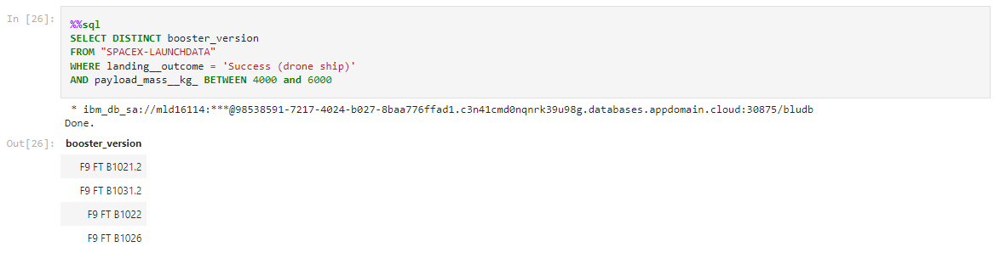 In [26]:
%%sql
SELECT DISTINCT booster_version
FROM "SPACEX-LAUNCHDATA"
WHERE landing__outcome = 'Success (drone ship)'
AND payload_mass__kg_ BETWEEN 4000 and 6000
* ibm_db_sa://mld16114:***@98538591-7217-4024-b027-8baa776ffad1.c3n41cmd0nqnrk39u98g.databases.appdomain.cloud:30875/bludb
Done.
Out[26]:
booster_version
F9 FT B1021.2
F9 FT B1031.2
F9 FT B1022
F9 FT B1026